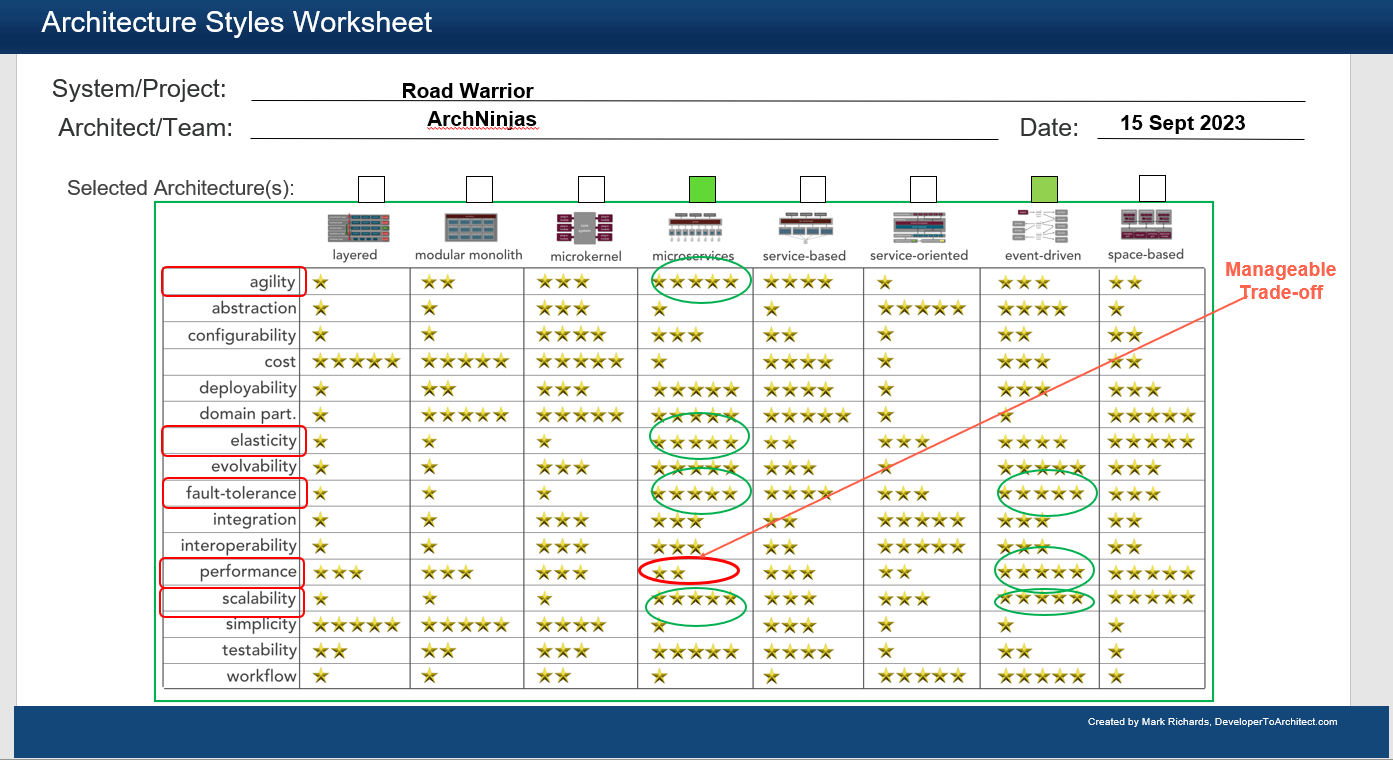 Architecture Styles Worksheet
System/Project: Road Warrior
Architect/Team: ArchNinjas Date: 15 Sept 2023
Selected Architecture(s):
layered modular monolith microkernel microservices service-based service-oriented event-driven space-based
Manageable
Trade-off
agility
abstraction
configurability
cost
deployability
domain part.
elasticity
evolvability
fault-tolerance
integration
interoperability
performance
scalability
simplicity
testability
workflow
Created by Mark Richards, DeveloperToArchitect.com